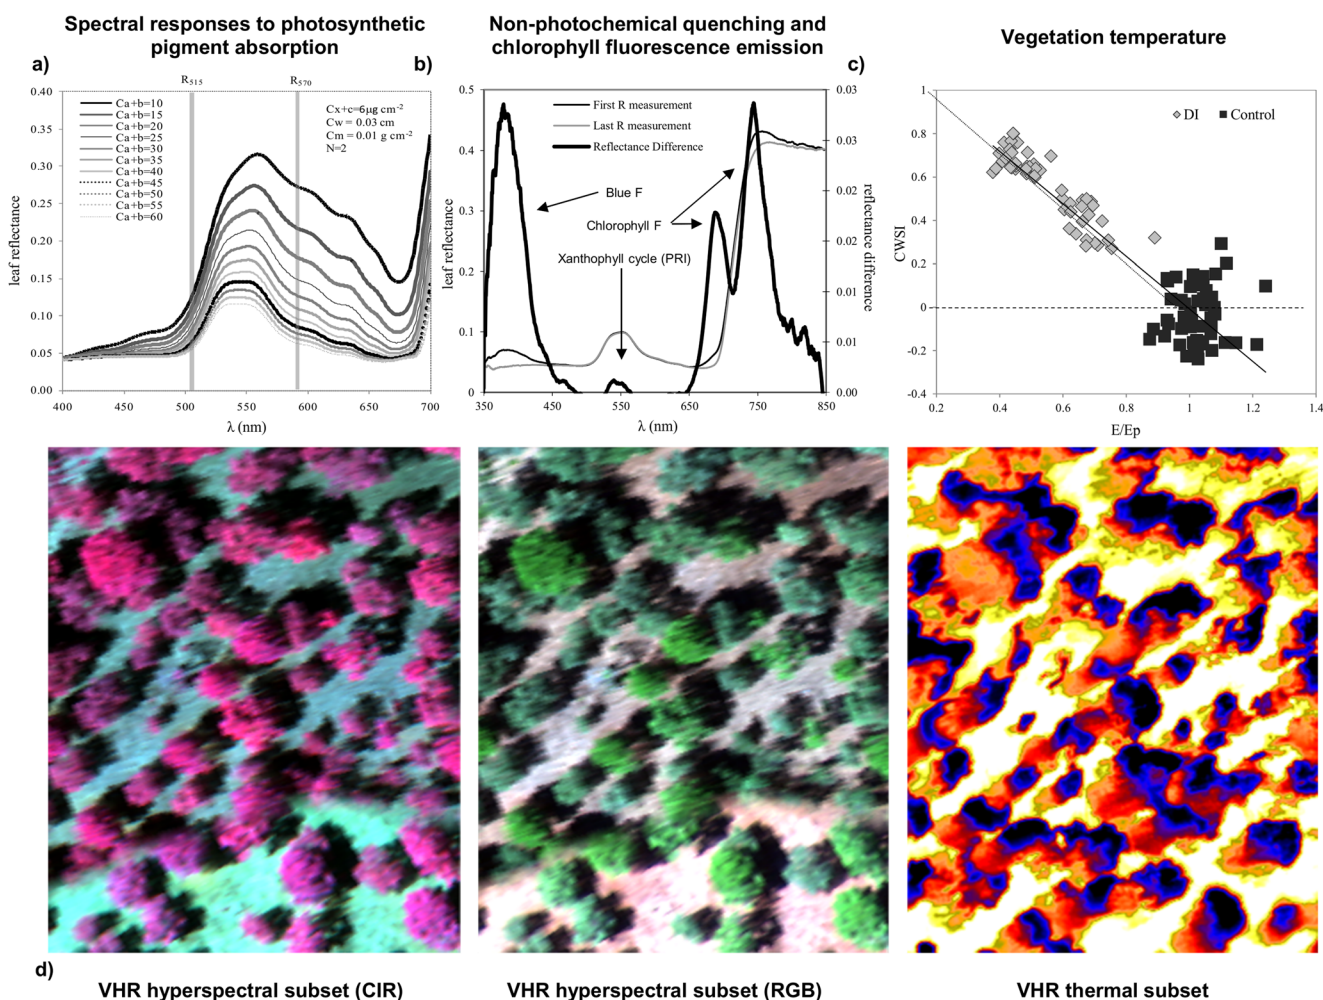 Spectral responses to photosynthetic
pigment absorption
Non-photochemical quenching and
chlorophyll fluorescence emission
Vegetation temperature
a)
R515
R570
leaf reflectance
0.40
0.35
0.30
0.25
0.20
0.15
0.10
0.05
0.00
Ca+b=10
Ca+b=15
Ca+b=20
Ca+b=25
Ca+b=30
Ca+b=35
Ca+b=40
Ca+b=45
Ca+b=50
Ca+b=55
Ca+b=60
Cx+c=6μg cm-2
Cw = 0.03 cm
Cm = 0.01 g cm-2
N=2
400 450 500 550 600 650 700
λ (nm)
b)
leaf reflectance
0.5
0.4
0.3
0.2
0.1
0
First R measurement
Last R measurement
Reflectance Difference
Blue F
Chlorophyll F
Xanthophyll cycle (PRI)
0.03
0.03
0.02
0.02
0.01
0.01
0.00
reflectance difference
350 450 550 650 750 850
λ (nm)
c)
CWSI
1
0.8
0.6
0.4
0.2
0
-0.2
-0.4
DI Control
0.2 0.4 0.6 0.8 1 1.2 1.4
E/Ep
d)
VHR hyperspectral subset (CIR)
VHR hyperspectral subset (RGB)
VHR thermal subset